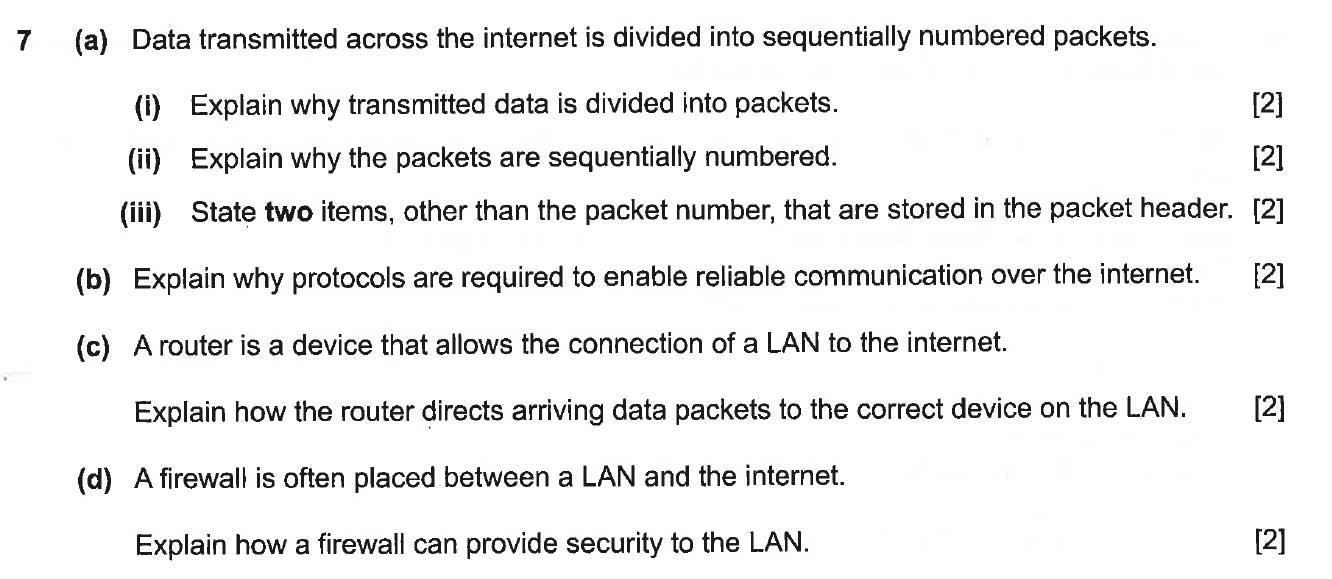 7 (a) Data transmitted across the internet is divided into sequentially numbered packets.
(i) Explain why transmitted data is divided into packets. [2]
(ii) Explain why the packets are sequentially numbered. [2]
(iii) State two items, other than the packet number, that are stored in the packet header. [2]
(b) Explain why protocols are required to enable reliable communication over the internet. [2]
(c) A router is a device that allows the connection of a LAN to the internet.
Explain how the router directs arriving data packets to the correct device on the LAN. [2]
(d) A firewall is often placed between a LAN and the internet.
Explain how a firewall can provide security to the LAN. [2]